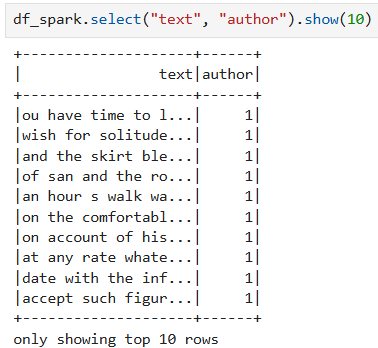 df_spark.select("text", "author").show(10)
+--------------------+------+
|                text|author|
+--------------------+------+
|ou have time to l...|     1|
|wish for solitude...|     1|
|and the skirt ble...|     1|
|of san and the ro...|     1|
|an hour s walk wa...|     1|
|on the comfortabl...|     1|
|on account of his...|     1|
|at any rate whate...|     1|
|date with the inf...|     1|
|accept such figur...|     1|
+--------------------+------+
only showing top 10 rows